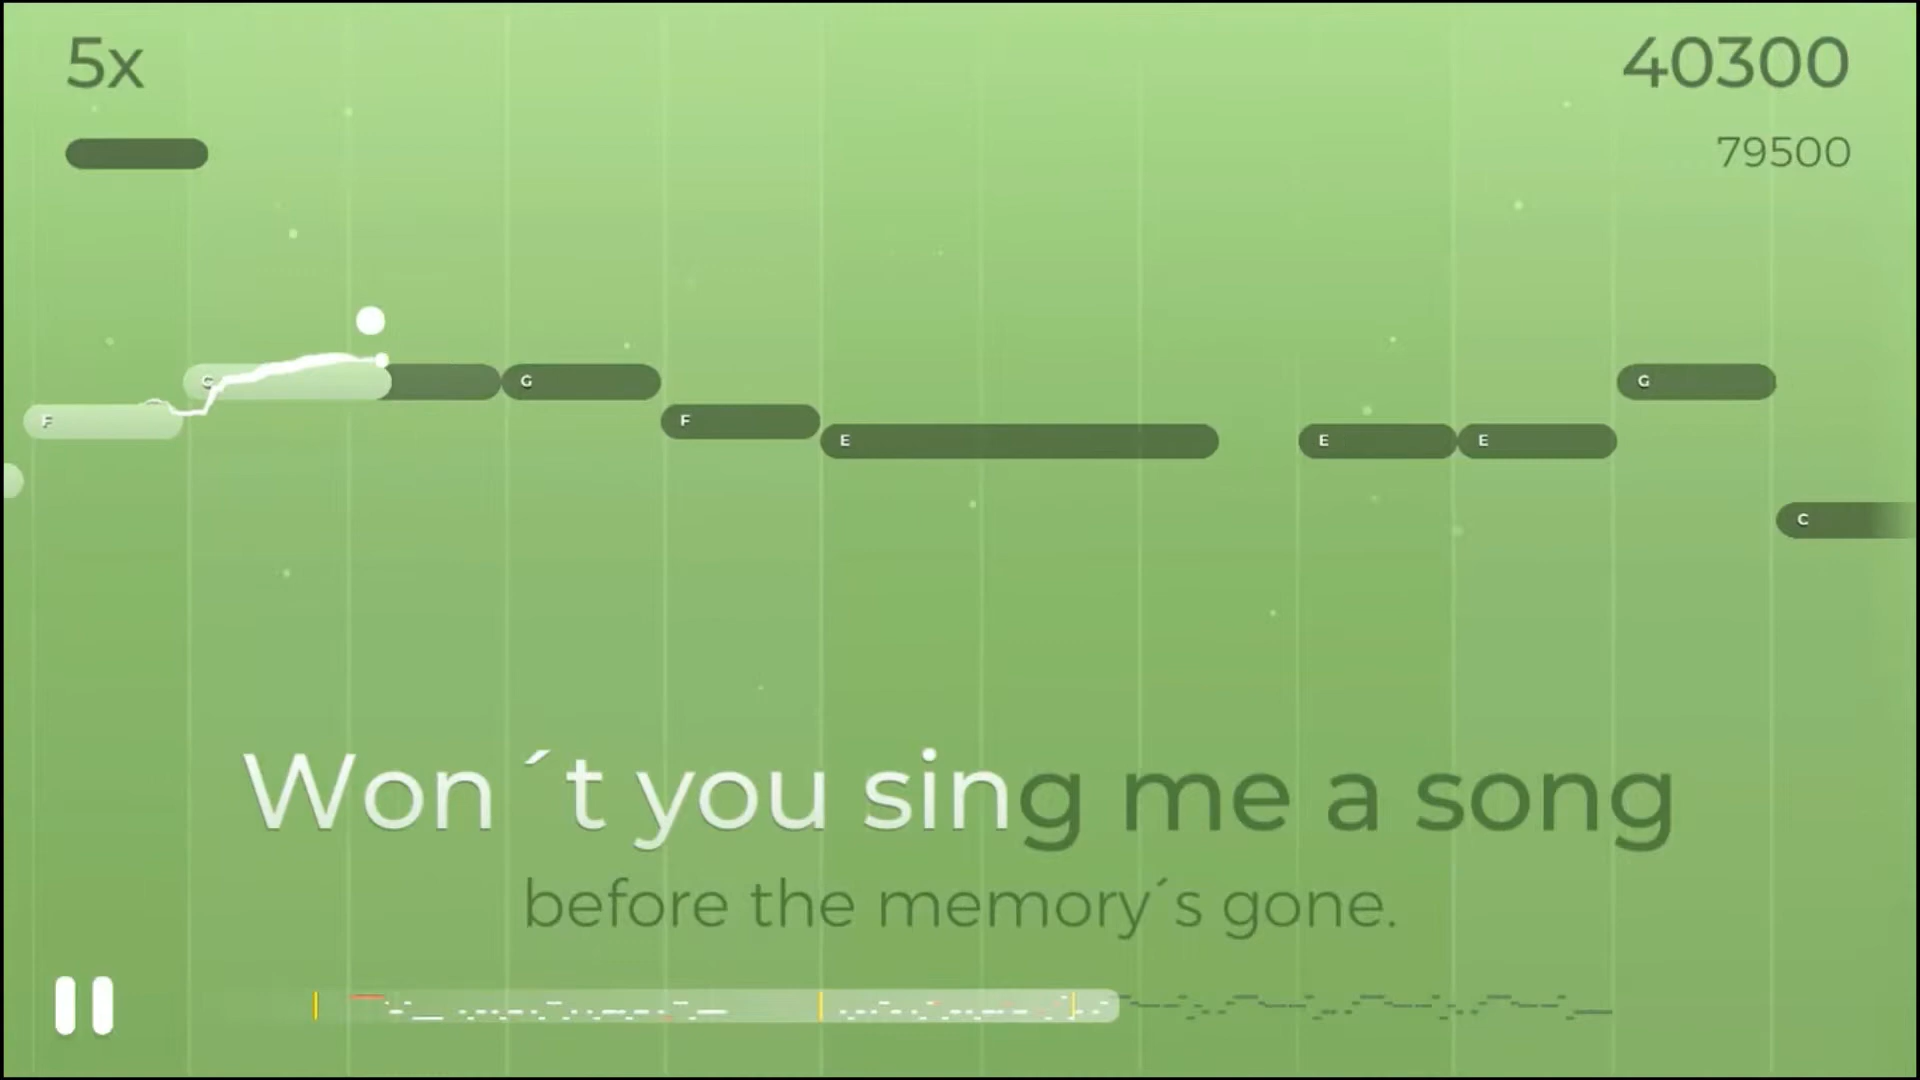 5x
40300
79500
G
G
G
F
F
E
E
E
C
Won´t you sing me a song
before the memory´s gone.